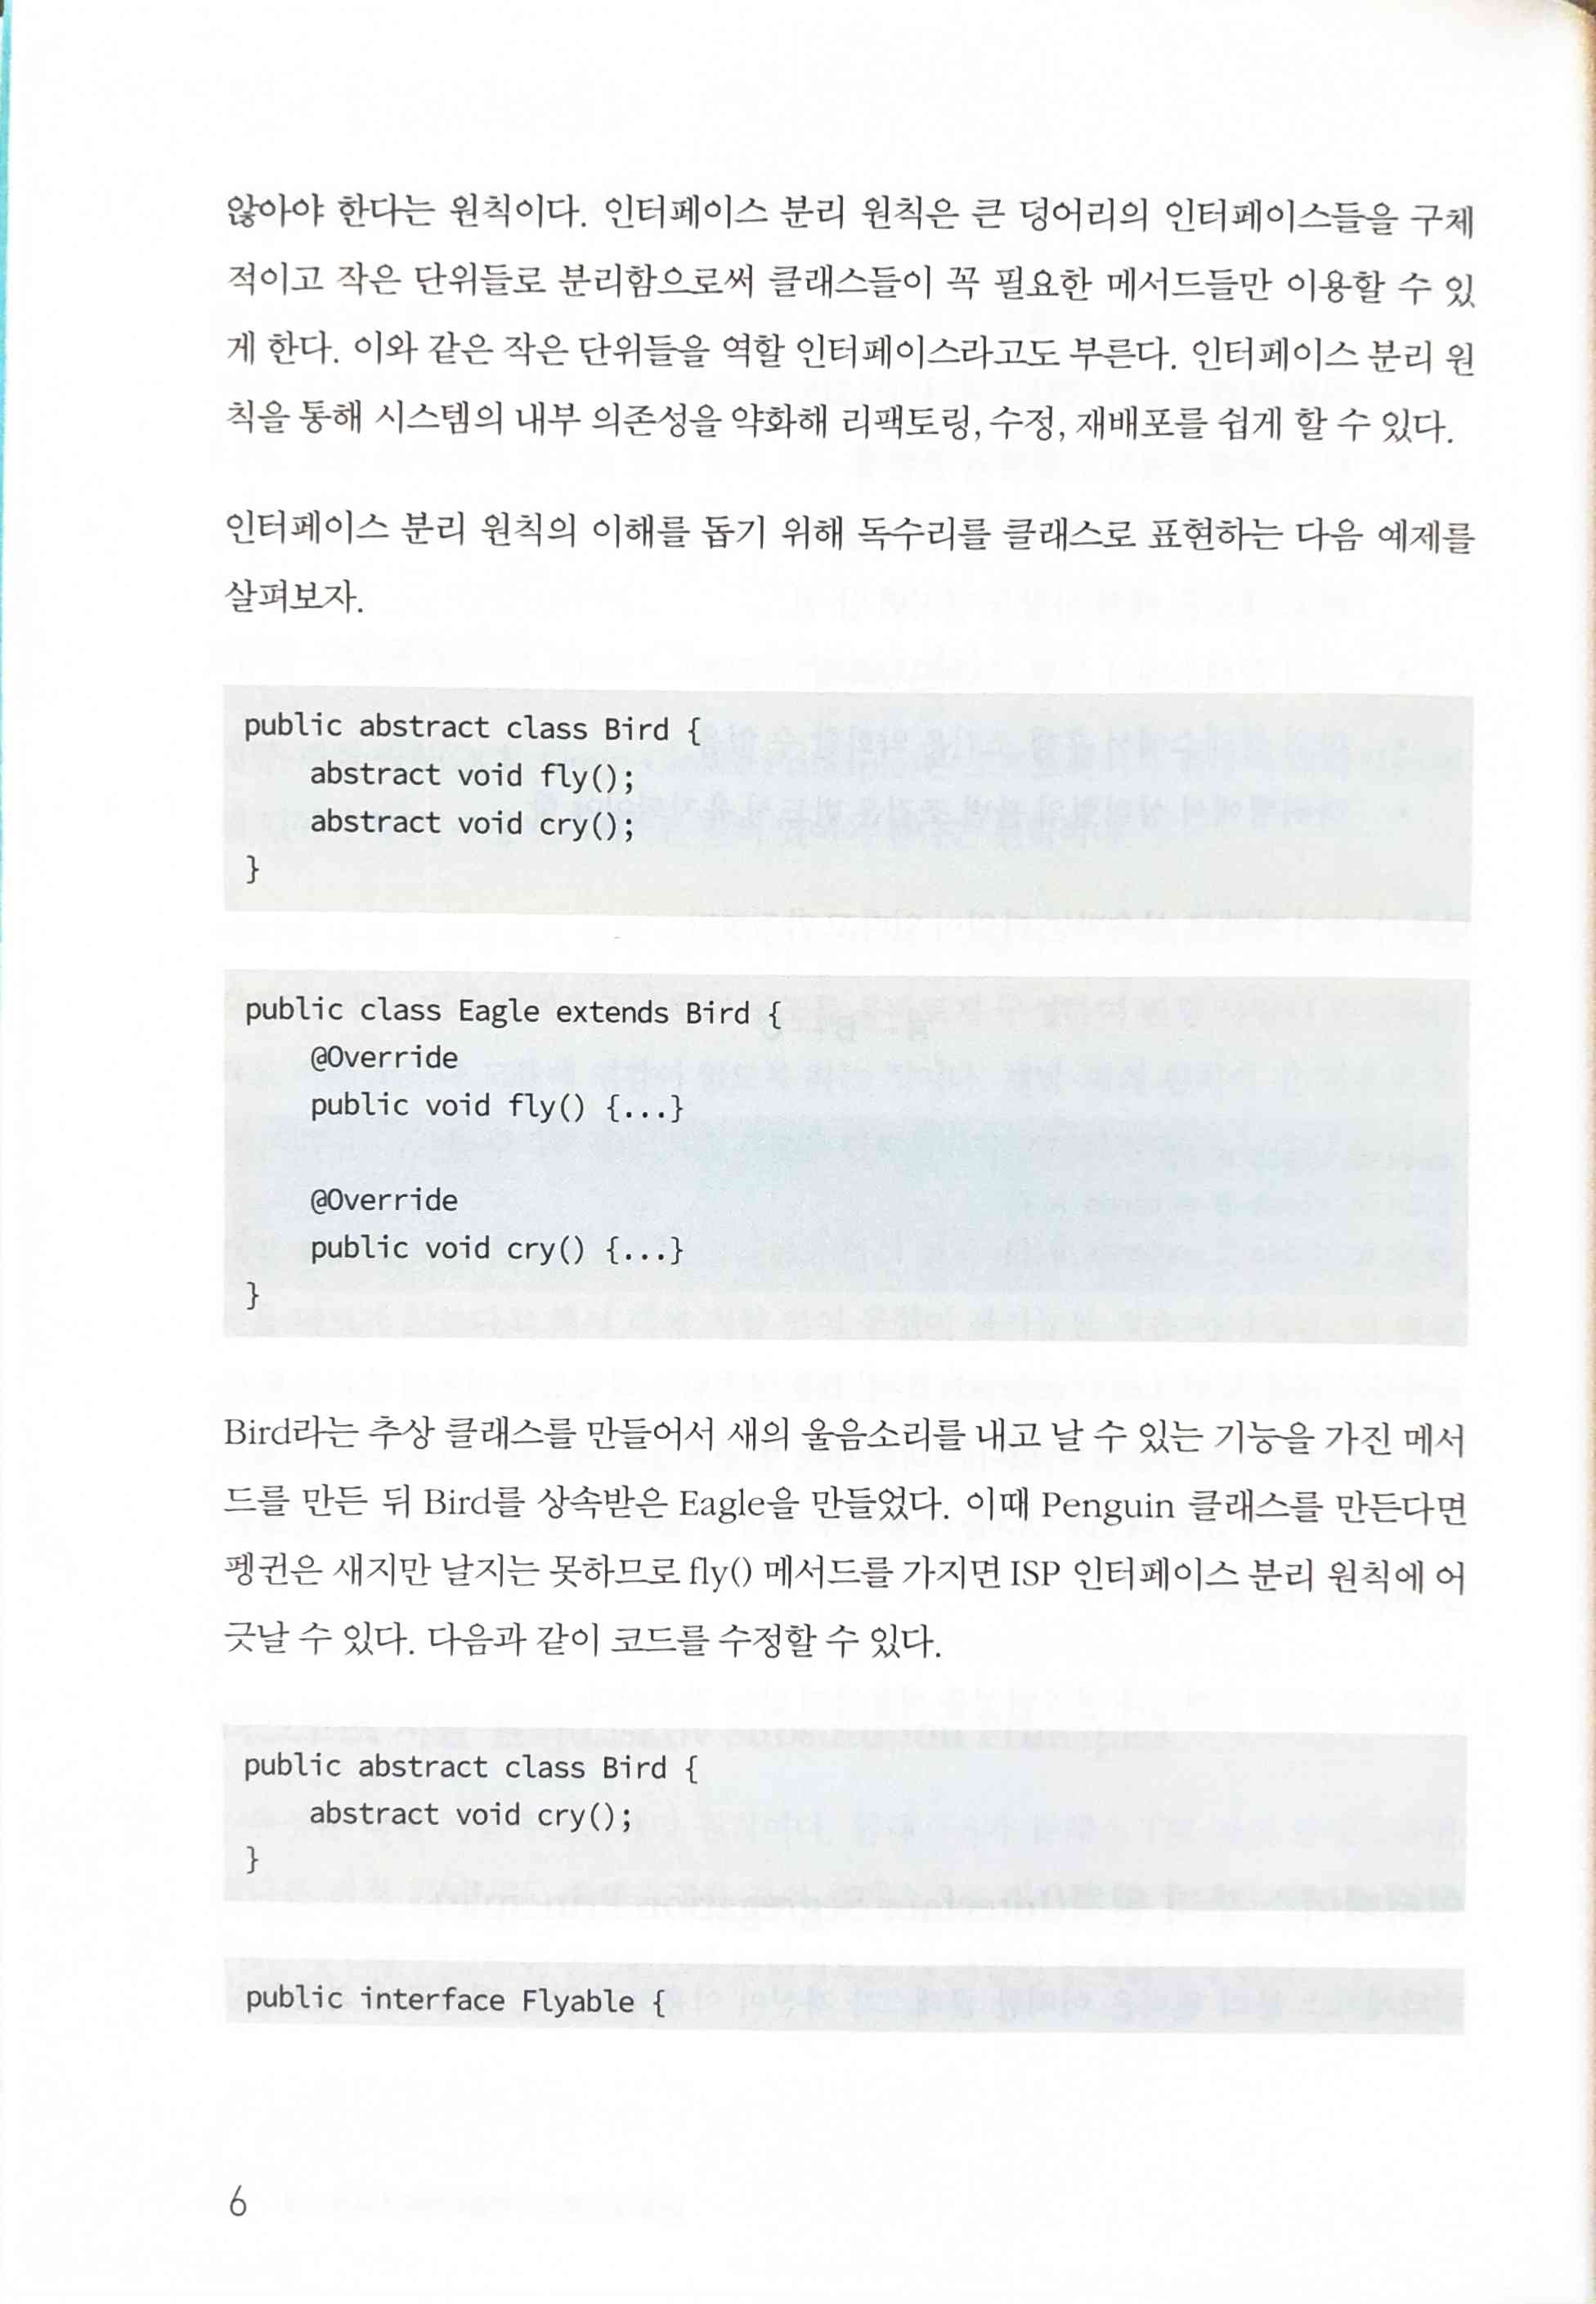 않아야 한다는 원칙이다. 인터페이스 분리 원칙은 큰 덩어리의 인터페이스들을 구체
적이고 작은 단위들로 분리함으로써 클래스들이 꼭 필요한 메서드들만 이용할 수 있
게 한다. 이와 같은 작은 단위들을 역할 인터페이스라고도 부른다. 인터페이스 분리 원
칙을 통해 시스템의 내부 의존성을 약화해 리팩토링, 수정, 재배포를 쉽게 할 수 있다.
인터페이스 분리 원칙의 이해를 돕기 위해 독수리를 클래스로 표현하는 다음 예제를
살펴보자.
public abstract class Bird {
    abstract void fly();
    abstract void cry();
}
public class Eagle extends Bird {
    @Override
    public void fly() {...}
    @Override
    public void cry() {...}
}
Bird라는 추상 클래스를 만들어서 새의 울음소리를 내고 날 수 있는 기능을 가진 메서
드를 만든 뒤 Bird를 상속받은 Eagle을 만들었다. 이때 Penguin 클래스를 만든다면
펭귄은 새지만 날지는 못하므로 fly() 메서드를 가지면 ISP 인터페이스 분리 원칙에 어
긋날 수 있다. 다음과 같이 코드를 수정할 수 있다.
public abstract class Bird {
    abstract void cry();
}
public interface Flyable {
6